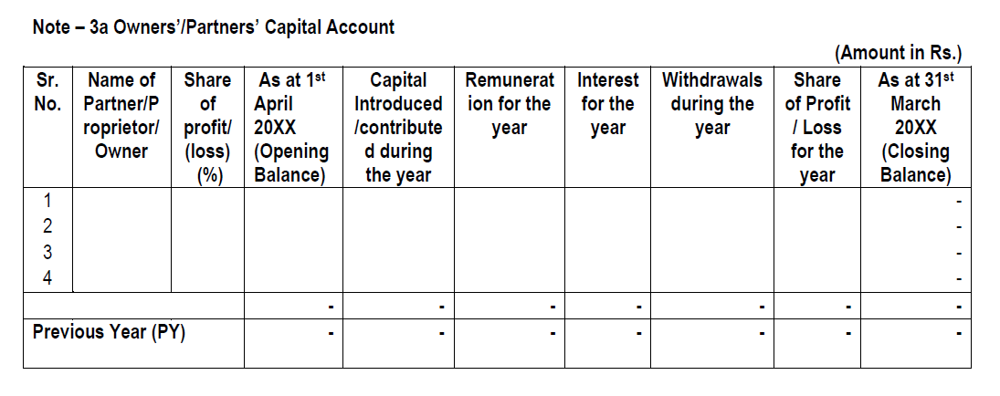 Note – 3a Owners’/Partners’ Capital Account
(Amount in Rs.)
Sr. Name of Share As at 1st Capital Remunerat Interest Withdrawals Share As at 31st
No. Partner/P of April Introduced ion for the for the during the of Profit March
roprietor/ profit/ 20XX /contribute year year year / Loss 20XX
Owner (loss) (Opening d during for the (Closing
(%) Balance) the year year Balance)
1 -
2 -
3 -
4 -
- - - - - - -
Previous Year (PY) - - - - - - -